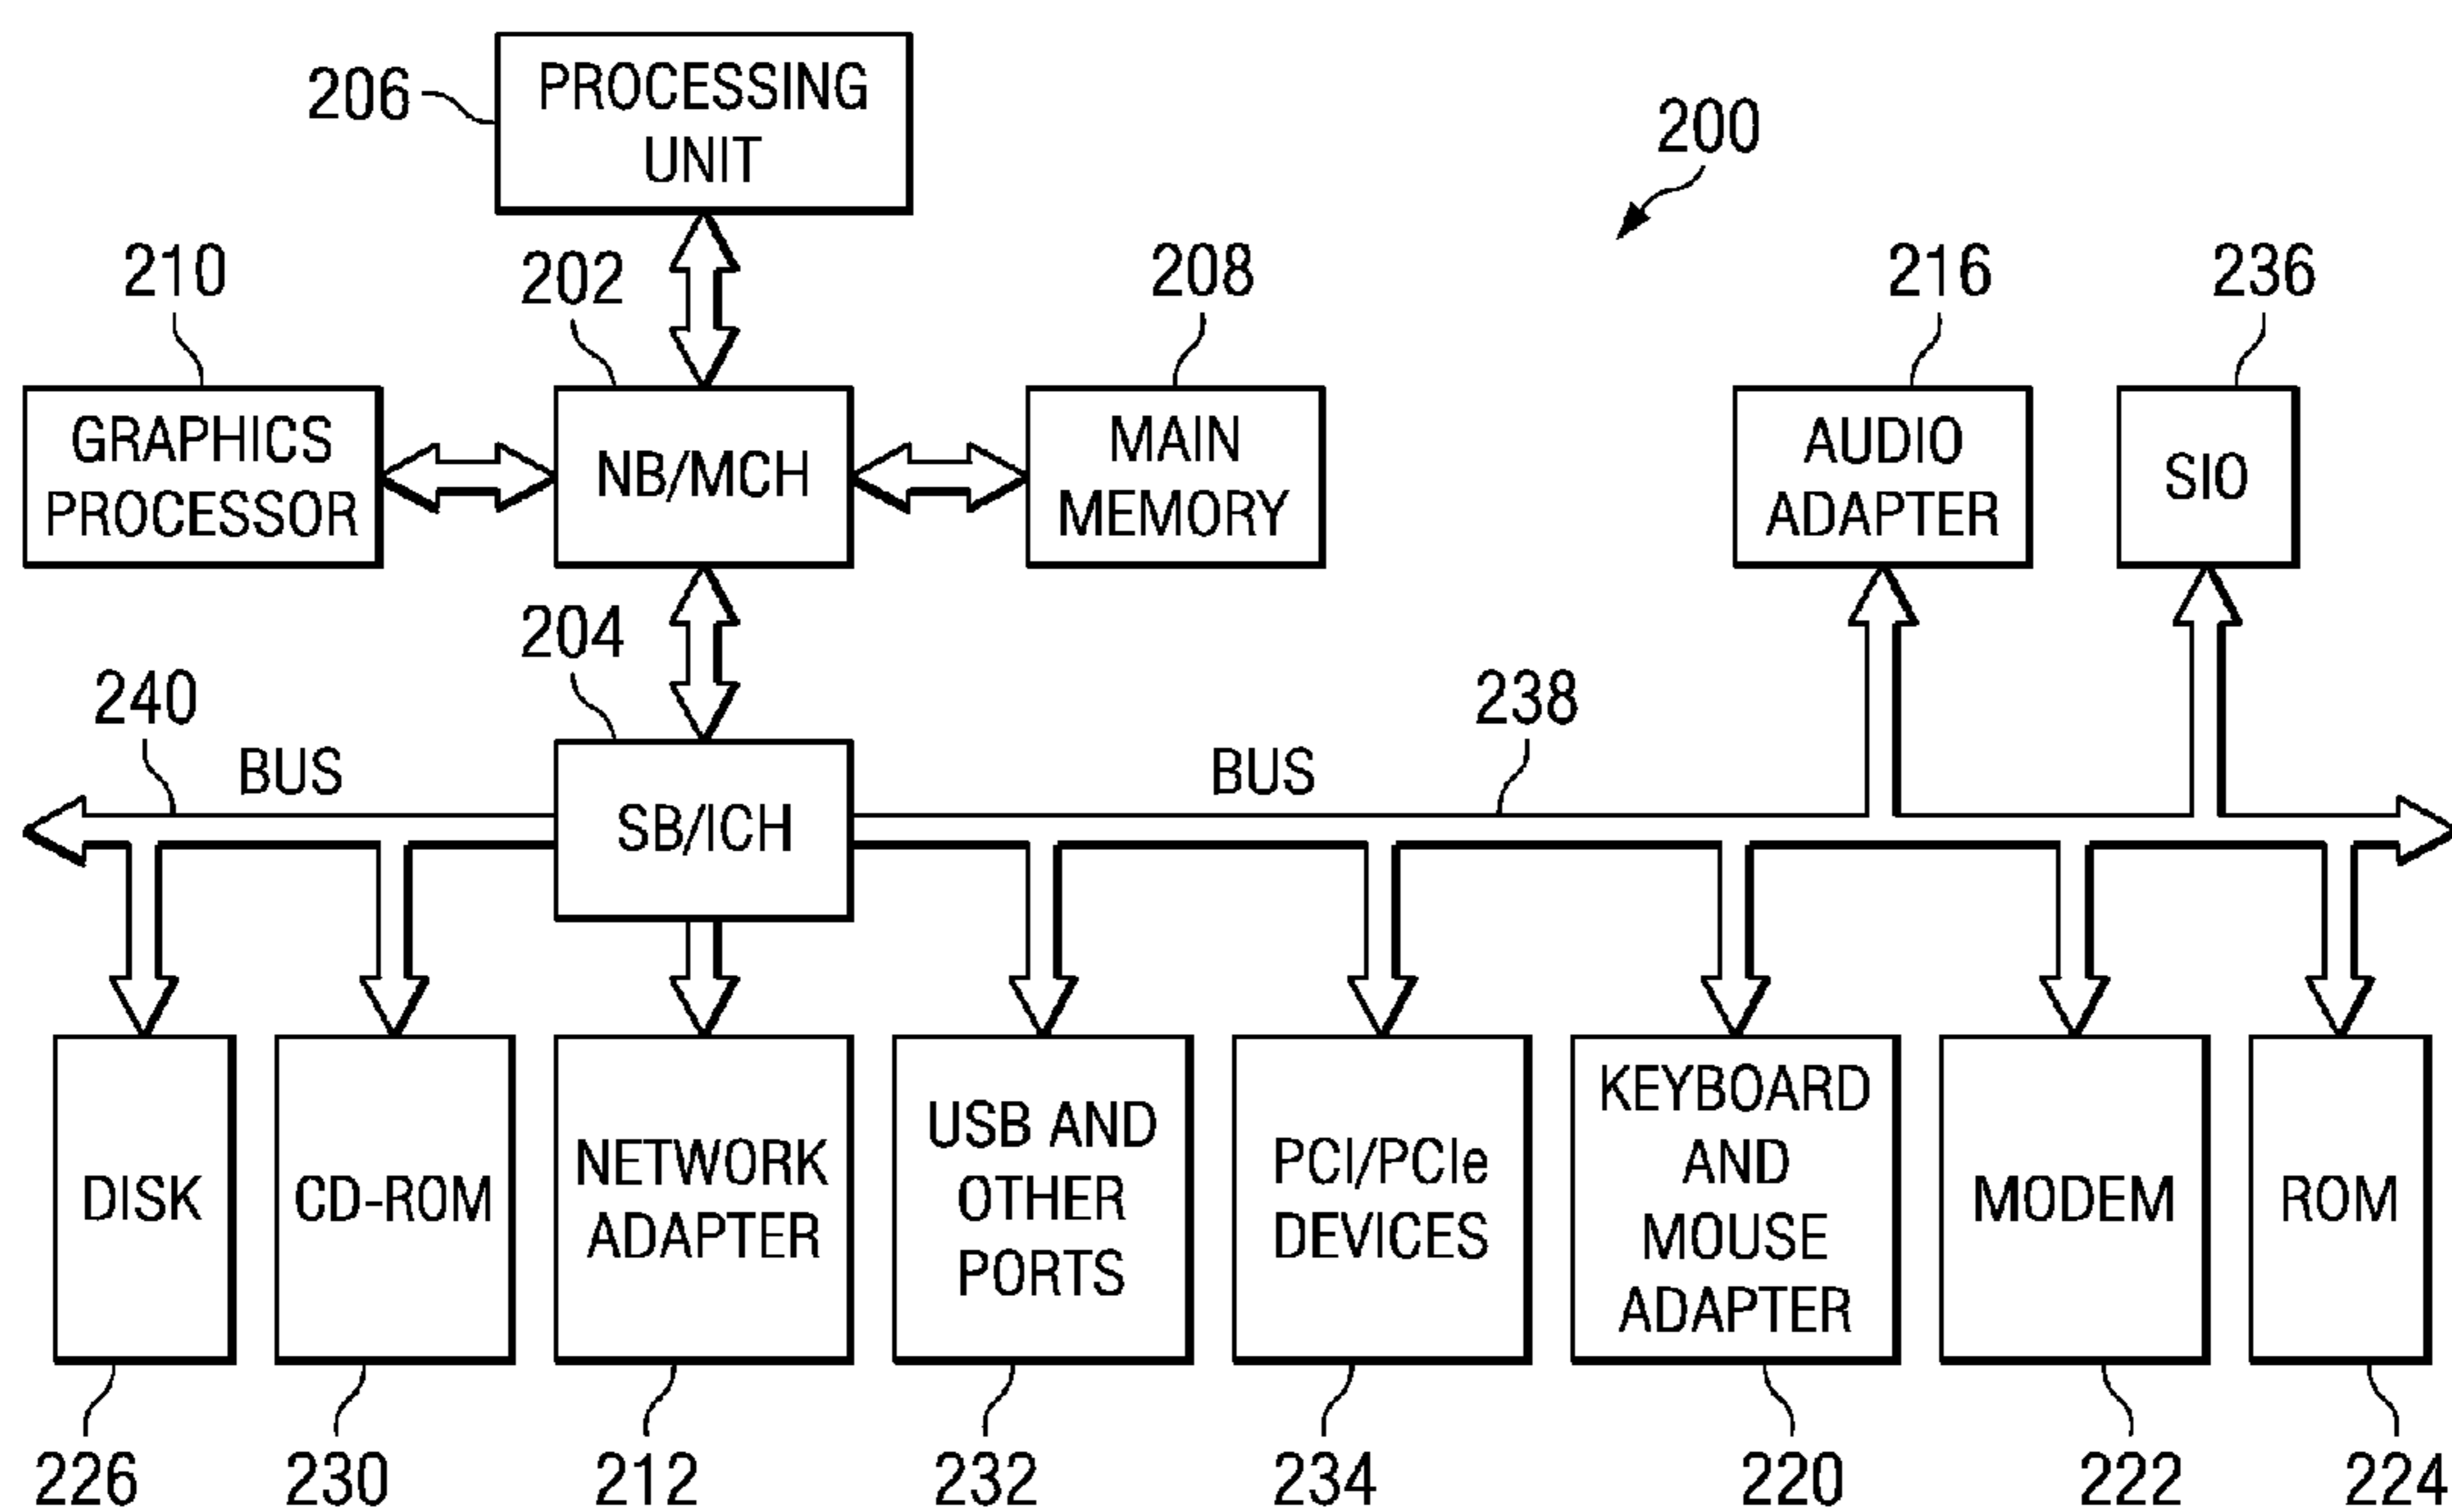 206
PROCESSING
UNIT
200
210
202
208
216
236
GRAPHICS
PROCESSOR
NB/MCH
MAIN
MEMORY
AUDIO
ADAPTER
SIO
204
240
BUS
SB/ICH
BUS
238
DISK
CD-ROM
NETWORK
ADAPTER
USB AND
OTHER
PORTS
PCI/PCIe
DEVICES
KEYBOARD
AND
MOUSE
ADAPTER
MODEM
ROM
226
230
212
232
234
220
222
224